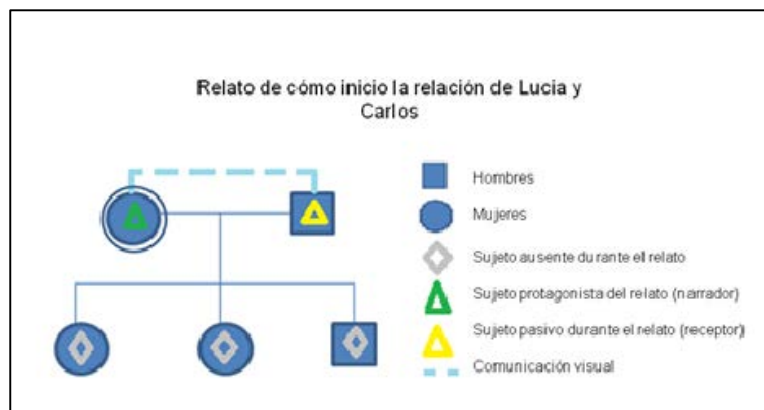 Relato de cómo inicio la relación de Lucia y
Carlos
Hombres
Mujeres
Sujeto ausente durante el relato
Sujeto protagonista del relato (narrador)
Sujeto pasivo durante el relato (receptor)
Comunicación visual